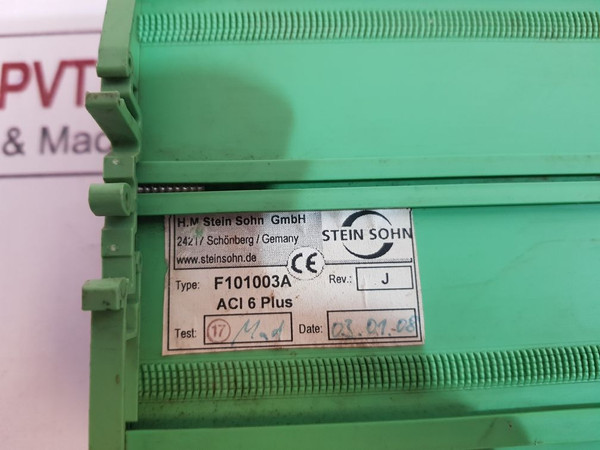 PVT
& Mac
H.M Stein Sohn GmbH
24217 Schönberg / Gemany
www.steinsohn.de
STEIN SOHN
CE
Type: F101003A
ACI 6 Plus
Rev.: J
Test: 17
Date: 03.01.08